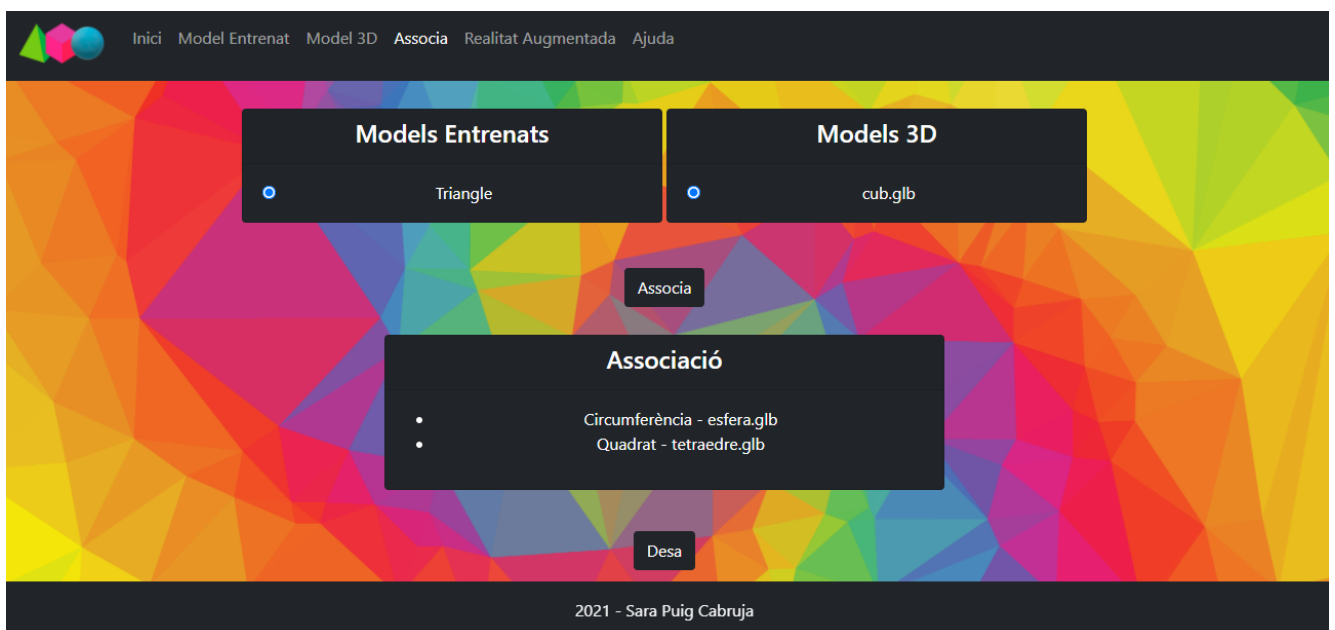 Inici Model Entrenat Model 3D Associa Realitat Augmentada Ajuda
Models Entrenats
Triangle
Models 3D
cub.glb
Associa
Associació
Circumferència - esfera.glb
Quadrat - tetraedre.glb
Desa
2021 - Sara Puig Cabruja